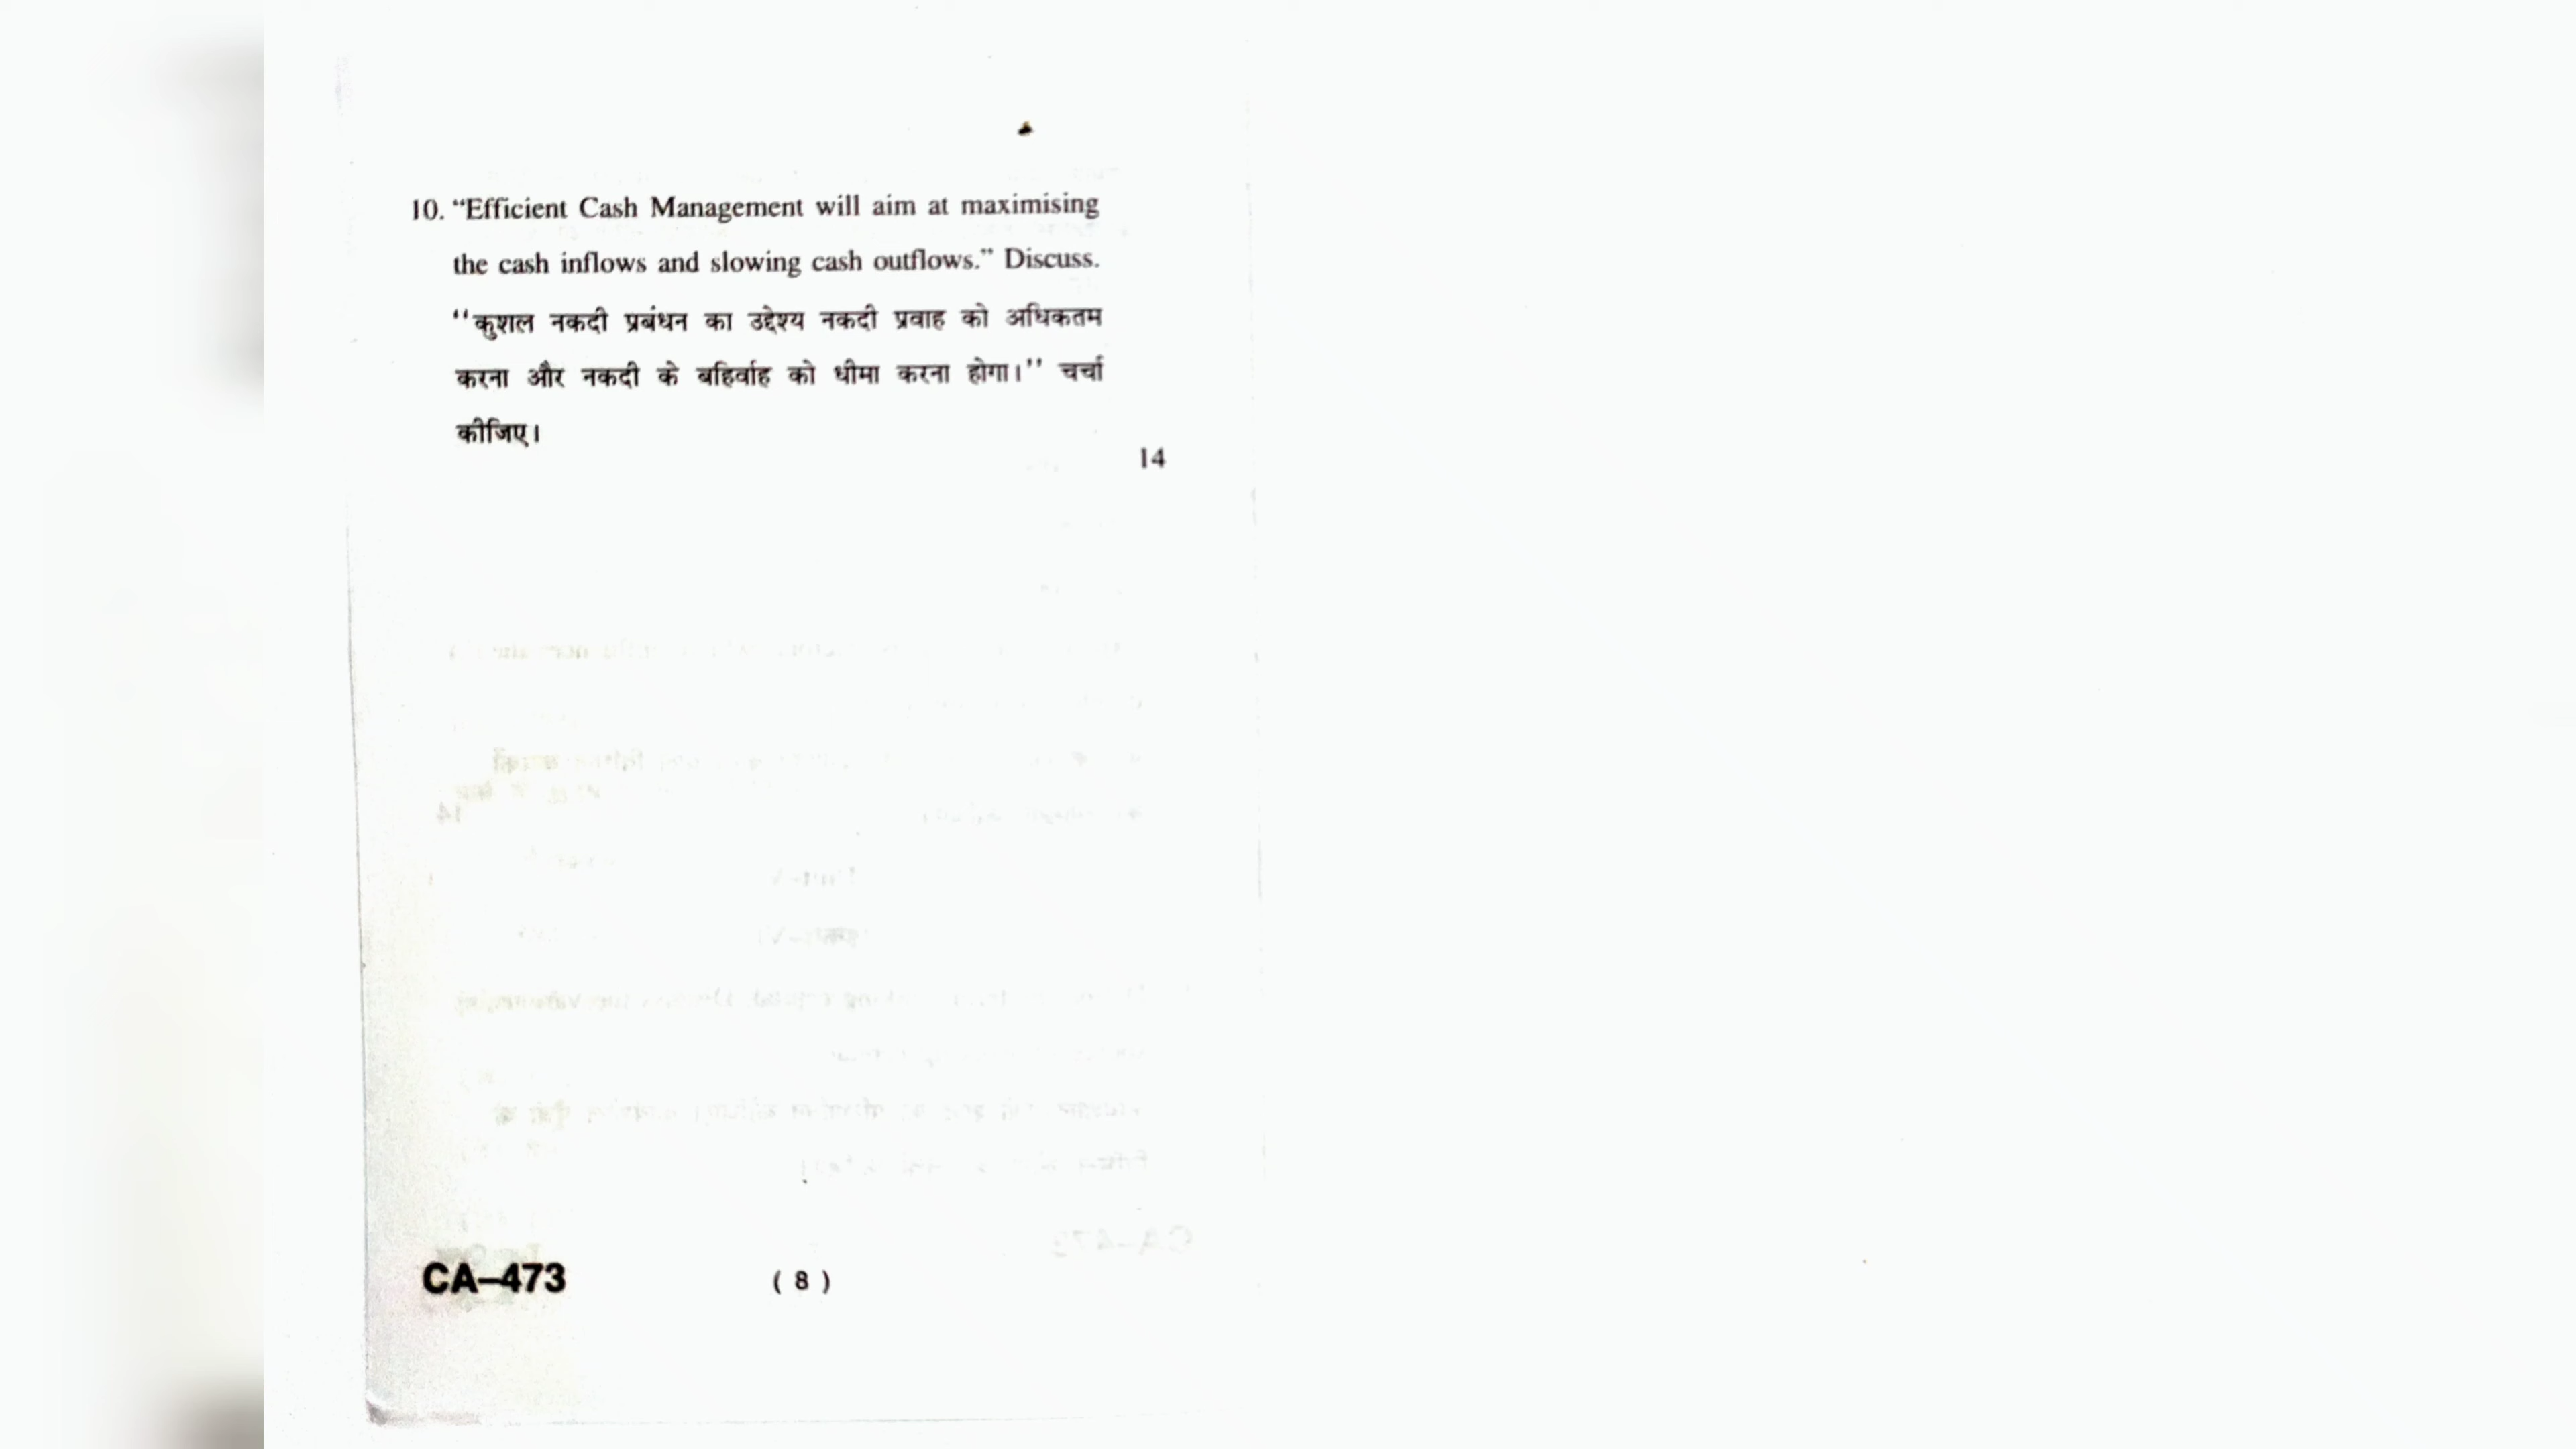 10. “Efficient Cash Management will aim at maximising
the cash inflows and slowing cash outflows.” Discuss.
‘‘कुशल नकदी प्रबंधन का उद्देश्य नकदी प्रवाह को अधिकतम
करना और नकदी के बहिर्वाह को धीमा करना होगा।’’ चर्चा
कीजिए।
14
CA–473 ( 8 )